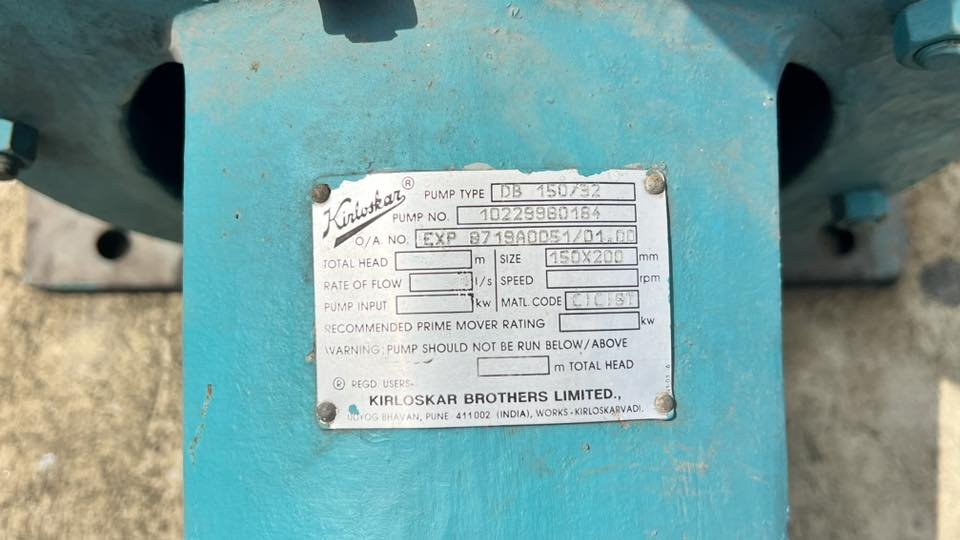 Kirloskar ®
PUMP TYPE DB 150/32
PUMP NO. 10229980184
O/A NO. EXP 8719A0051/01.00
TOTAL HEAD m SIZE 150X200 mm
RATE OF FLOW l/s SPEED rpm
PUMP INPUT kw MATL. CODE
RECOMMENDED PRIME MOVER RATING kw
WARNING: PUMP SHOULD NOT BE RUN BELOW/ABOVE
m TOTAL HEAD
® REGD. USERS-
KIRLOSKAR BROTHERS LIMITED.,
UDYOG BHAVAN, PUNE 411002 (INDIA), WORKS-KIRLOSKARVADI.